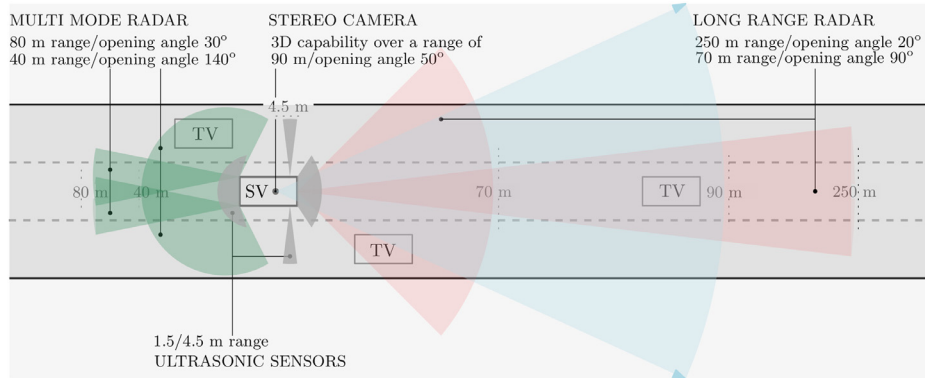 MULTI MODE RADAR
80 m range/opening angle 30°
40 m range/opening angle 140°
STEREO CAMERA
3D capability over a range of
90 m/opening angle 50°
LONG RANGE RADAR
250 m range/opening angle 20°
70 m range/opening angle 90°
4.5 m
TV
80 m
40 m
SV
70 m
TV
90 m
250 m
TV
1.5/4.5 m range
ULTRASONIC SENSORS